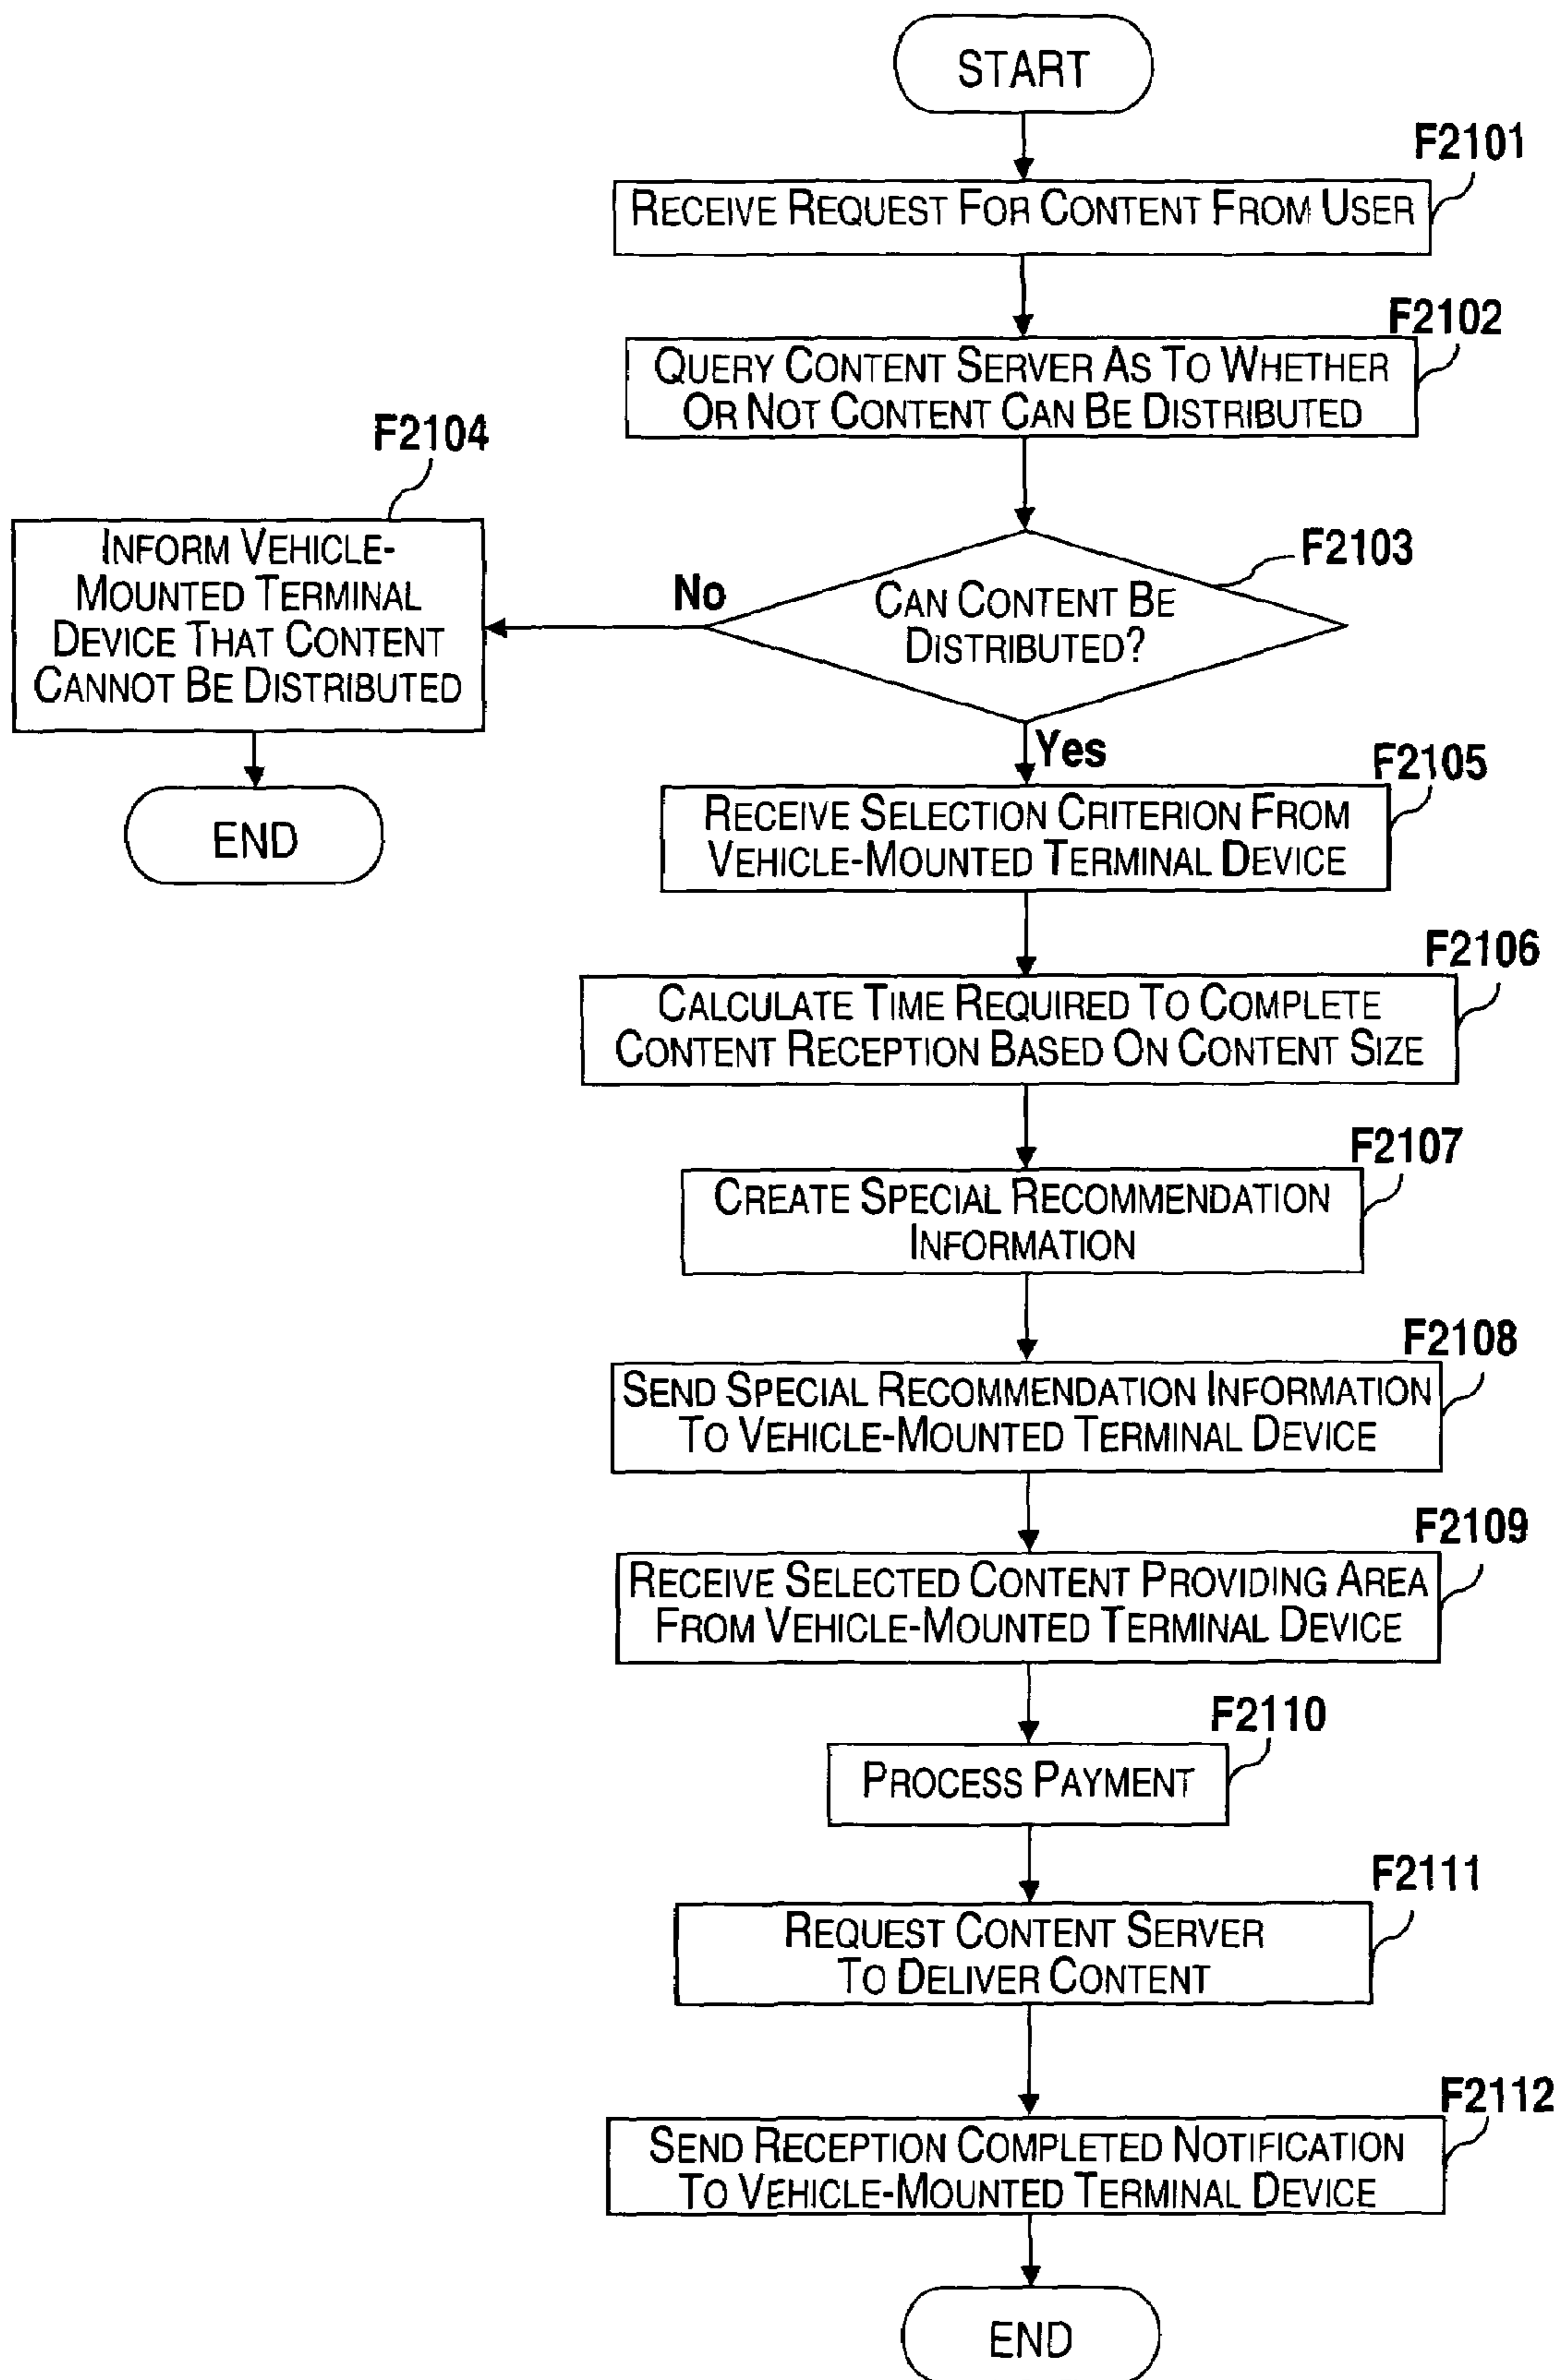 START
F2101
RECEIVE REQUEST FOR CONTENT FROM USER
F2102
QUERY CONTENT SERVER AS TO WHETHER
OR NOT CONTENT CAN BE DISTRIBUTED
F2104
INFORM VEHICLE-
MOUNTED TERMINAL
DEVICE THAT CONTENT
CANNOT BE DISTRIBUTED
END
No
F2103
CAN CONTENT BE
DISTRIBUTED?
Yes
F2105
RECEIVE SELECTION CRITERION FROM
VEHICLE-MOUNTED TERMINAL DEVICE
F2106
CALCULATE TIME REQUIRED TO COMPLETE
CONTENT RECEPTION BASED ON CONTENT SIZE
F2107
CREATE SPECIAL RECOMMENDATION
INFORMATION
F2108
SEND SPECIAL RECOMMENDATION INFORMATION
TO VEHICLE-MOUNTED TERMINAL DEVICE
F2109
RECEIVE SELECTED CONTENT PROVIDING AREA
FROM VEHICLE-MOUNTED TERMINAL DEVICE
F2110
PROCESS PAYMENT
F2111
REQUEST CONTENT SERVER
TO DELIVER CONTENT
F2112
SEND RECEPTION COMPLETED NOTIFICATION
TO VEHICLE-MOUNTED TERMINAL DEVICE
END